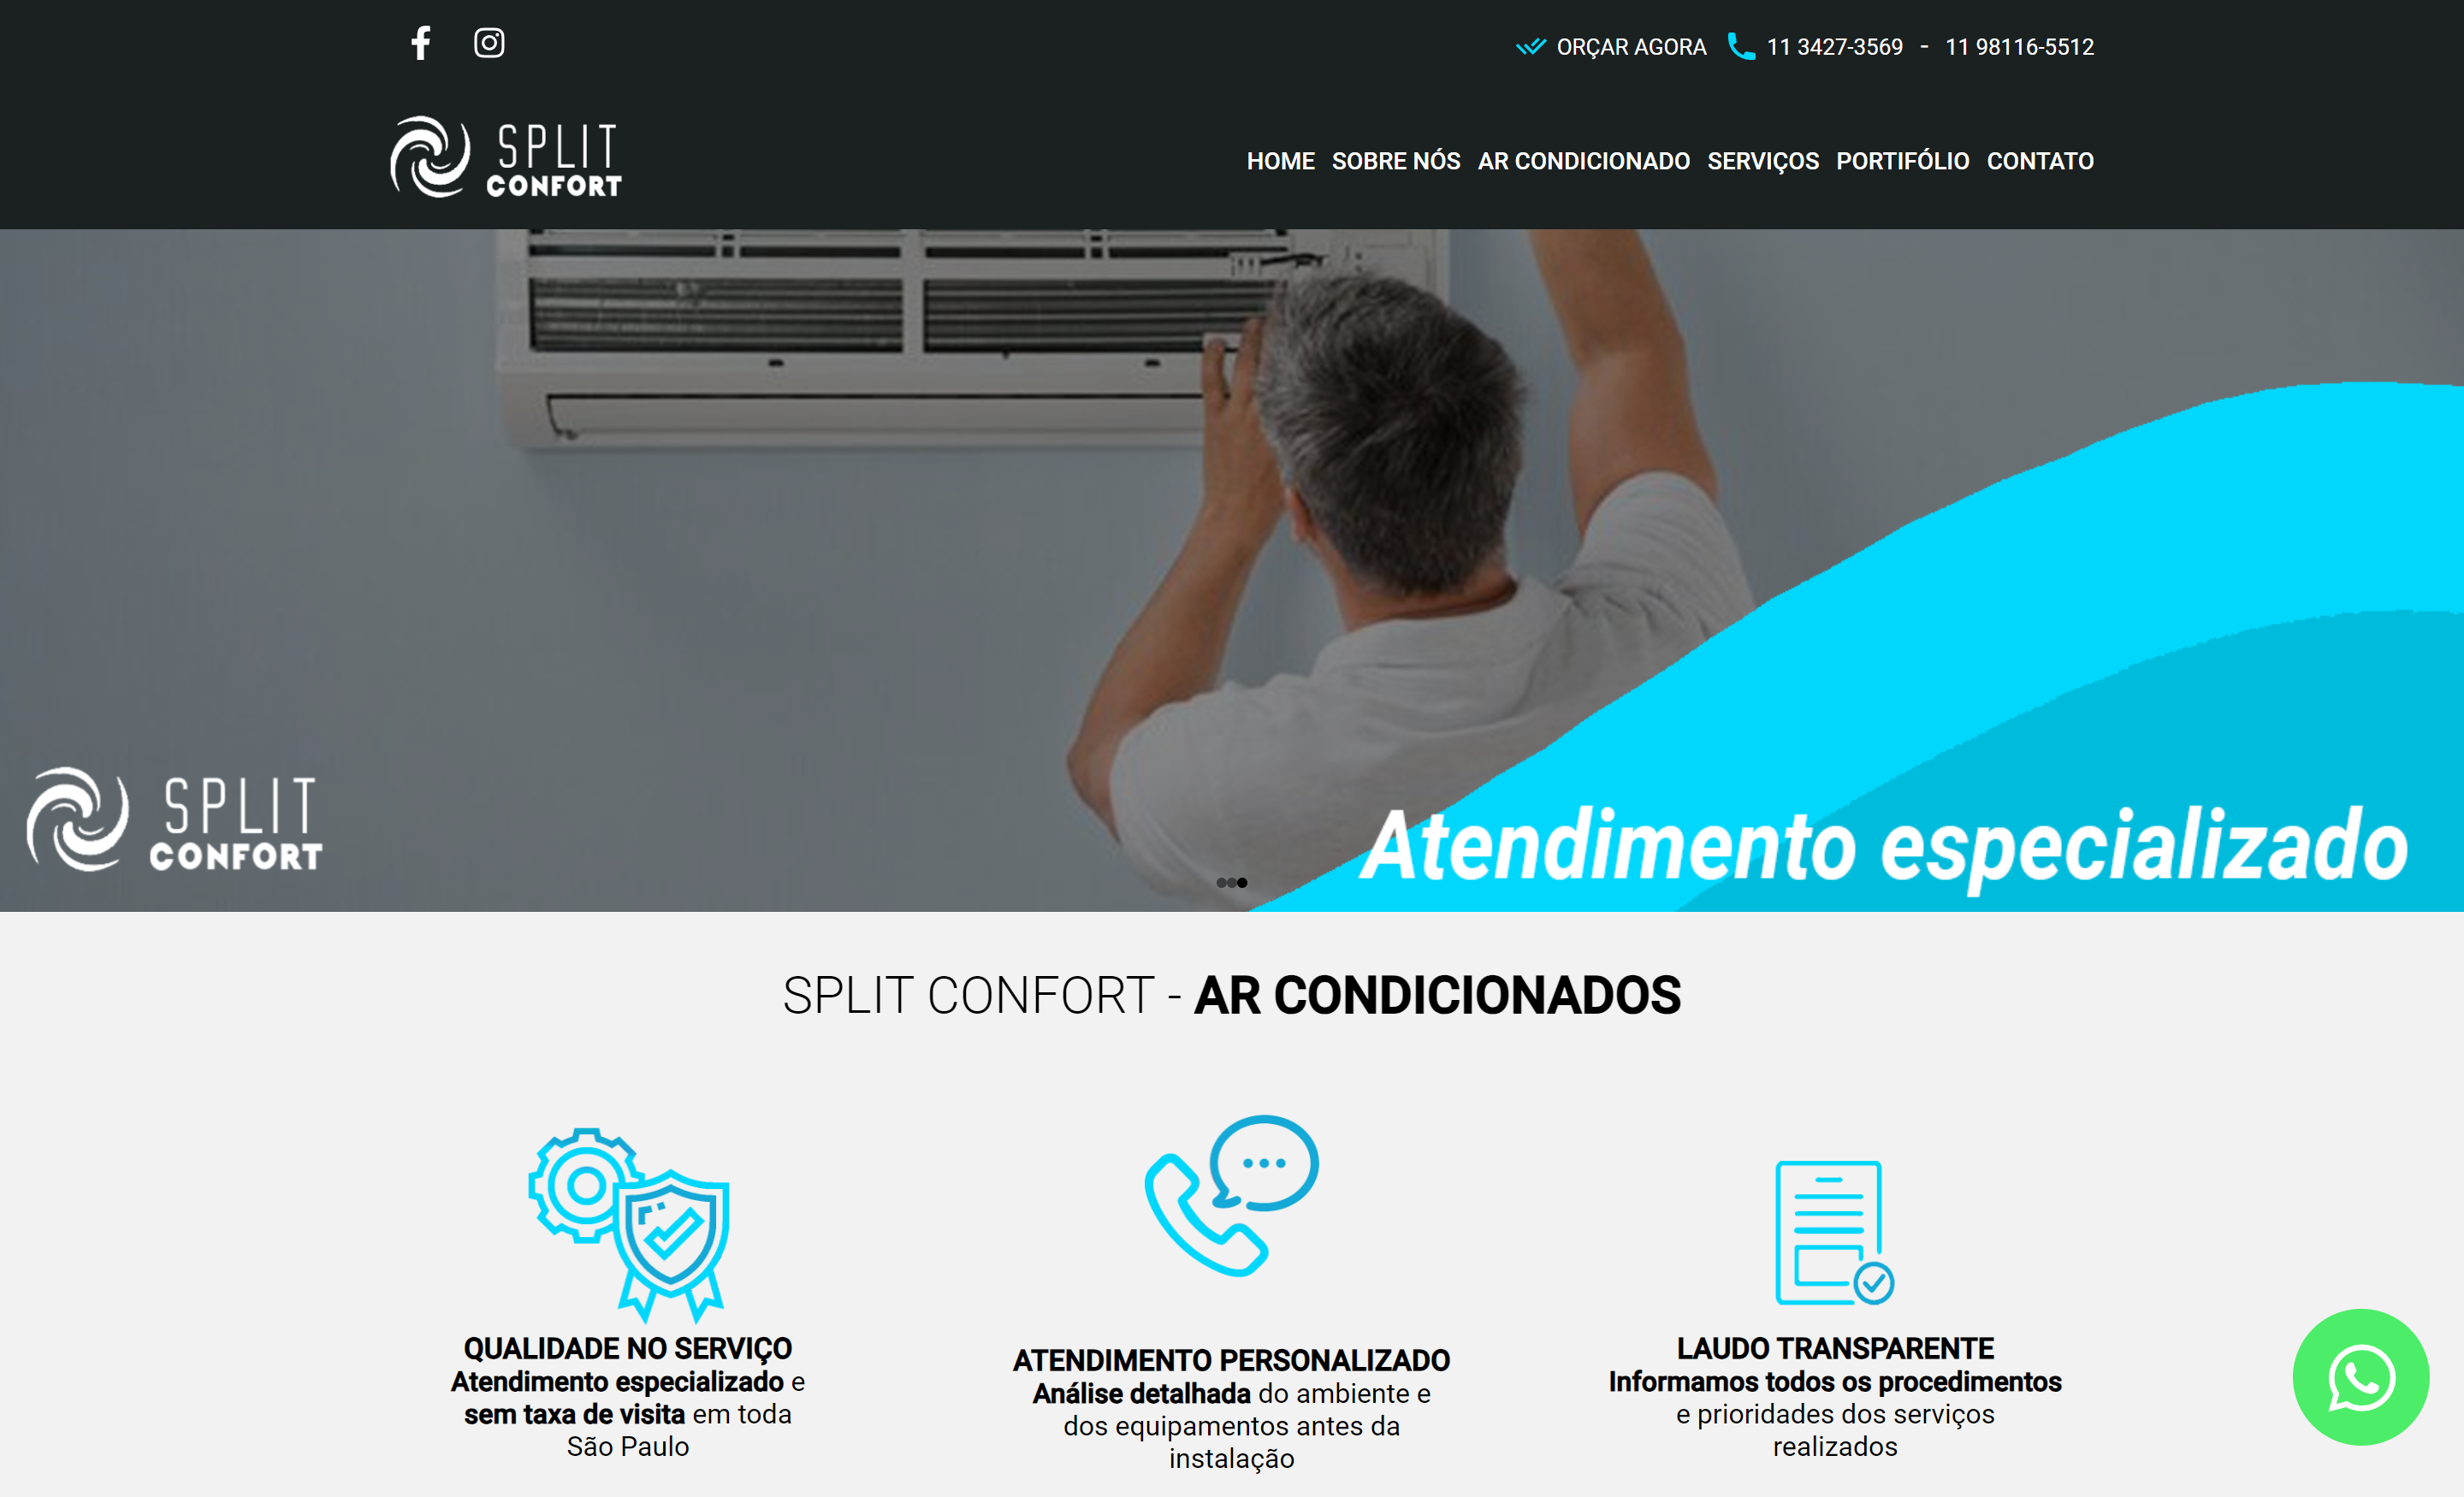 ORÇAR AGORA 11 3427-3569 - 11 98116-5512
SPLIT
CONFORT
HOME SOBRE NÓS AR CONDICIONADO SERVIÇOS PORTIFÓLIO CONTATO
SPLIT
CONFORT
Atendimento especializado
SPLIT CONFORT - AR CONDICIONADOS
QUALIDADE NO SERVIÇO
Atendimento especializado e
sem taxa de visita em toda
São Paulo
ATENDIMENTO PERSONALIZADO
Análise detalhada do ambiente e
dos equipamentos antes da
instalação
LAUDO TRANSPARENTE
Informamos todos os procedimentos
e prioridades dos serviços
realizados